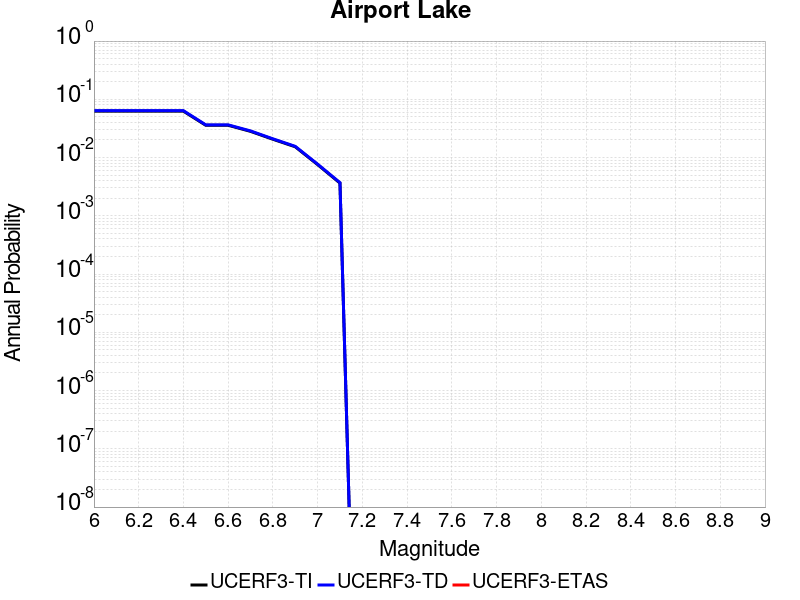 Airport Lake
10^0
10^-1
10^-2
10^-3
10^-4
10^-5
10^-6
10^-7
10^-8
Annual Probability
6 6.2 6.4 6.6 6.8 7 7.2 7.4 7.6 7.8 8 8.2 8.4 8.6 8.8 9
Magnitude
UCERF3-TI UCERF3-TD UCERF3-ETAS